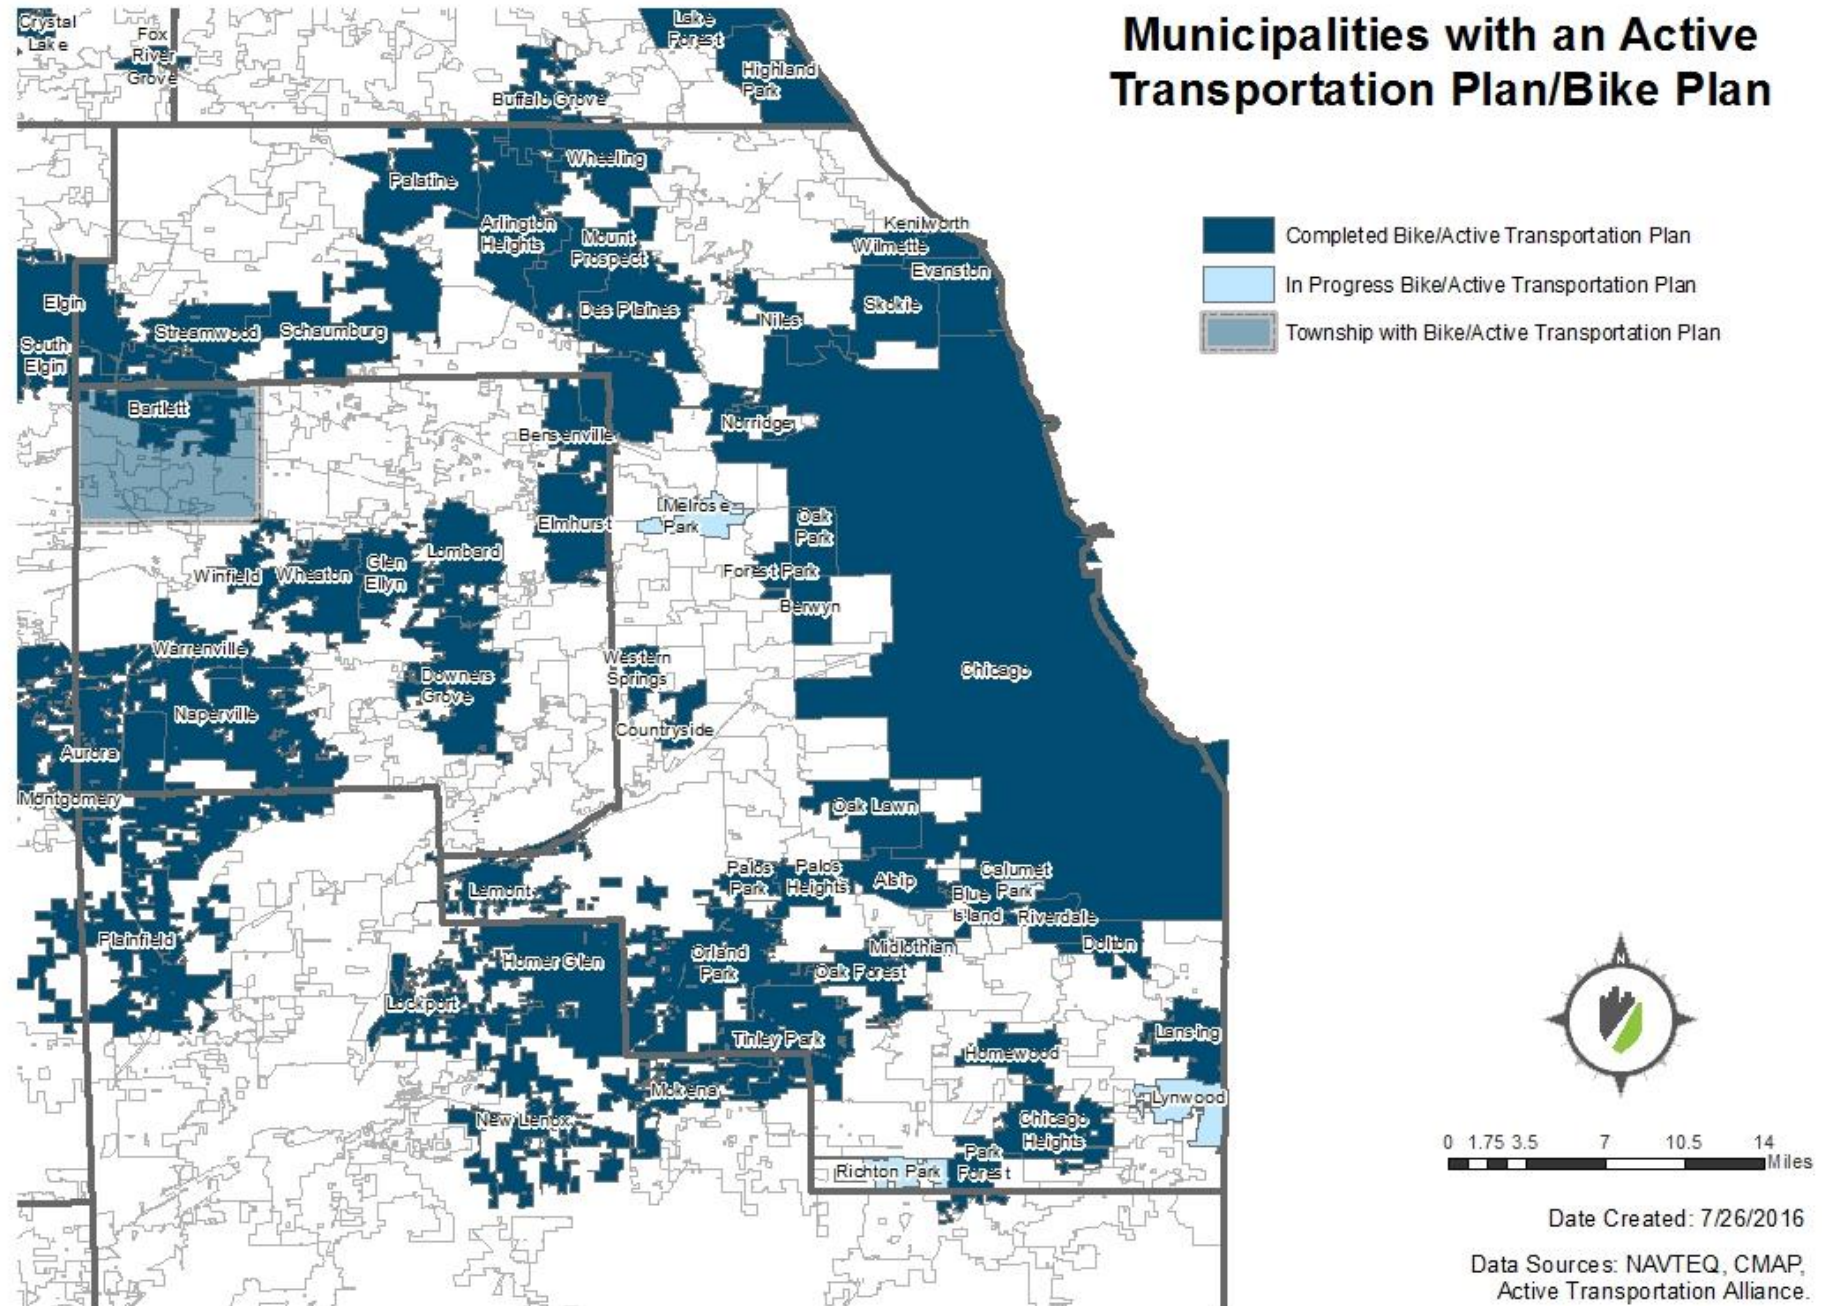 Municipalities with an Active
Transportation Plan/Bike Plan
Completed Bike/Active Transportation Plan
In Progress Bike/Active Transportation Plan
Township with Bike/Active Transportation Plan
Crystal
Lake
Fox
River
Grove
Lake
Forest
Highland
Park
Buffalo Grove
Wheeling
Palatine
Arlington
Heights
Mount
Prospect
Kenilworth
Wilmette
Evanston
Skokie
Elgin
Des Plaines
Niles
Streamwood
Schaumburg
South
Elgin
Bartlett
Bensenville
Norridge
Melrose
Park
Elmhurst
Oak
Park
Lombard
Glen
Ellyn
Wheaton
Winfield
Forest Park
Berwyn
Warrenville
Western
Springs
Downers
Grove
Chicago
Naperville
Countryside
Aurora
Montgomery
Oak Lawn
Lemont
Palos
Park
Palos
Heights
Alsip
Calumet
Park
Blue
Island
Riverdale
Dolton
Midlothian
Plainfield
Homer Glen
Orland
Park
Oak Forest
Lockport
Tinley Park
Lansing
Homewood
Mokena
Lynwood
New Lenox
Chicago
Heights
Park
Forest
Richton Park
N
0 1.75 3.5 7 10.5 14
Miles
Date Created: 7/26/2016
Data Sources: NAVTEQ, CMAP,
Active Transportation Alliance.